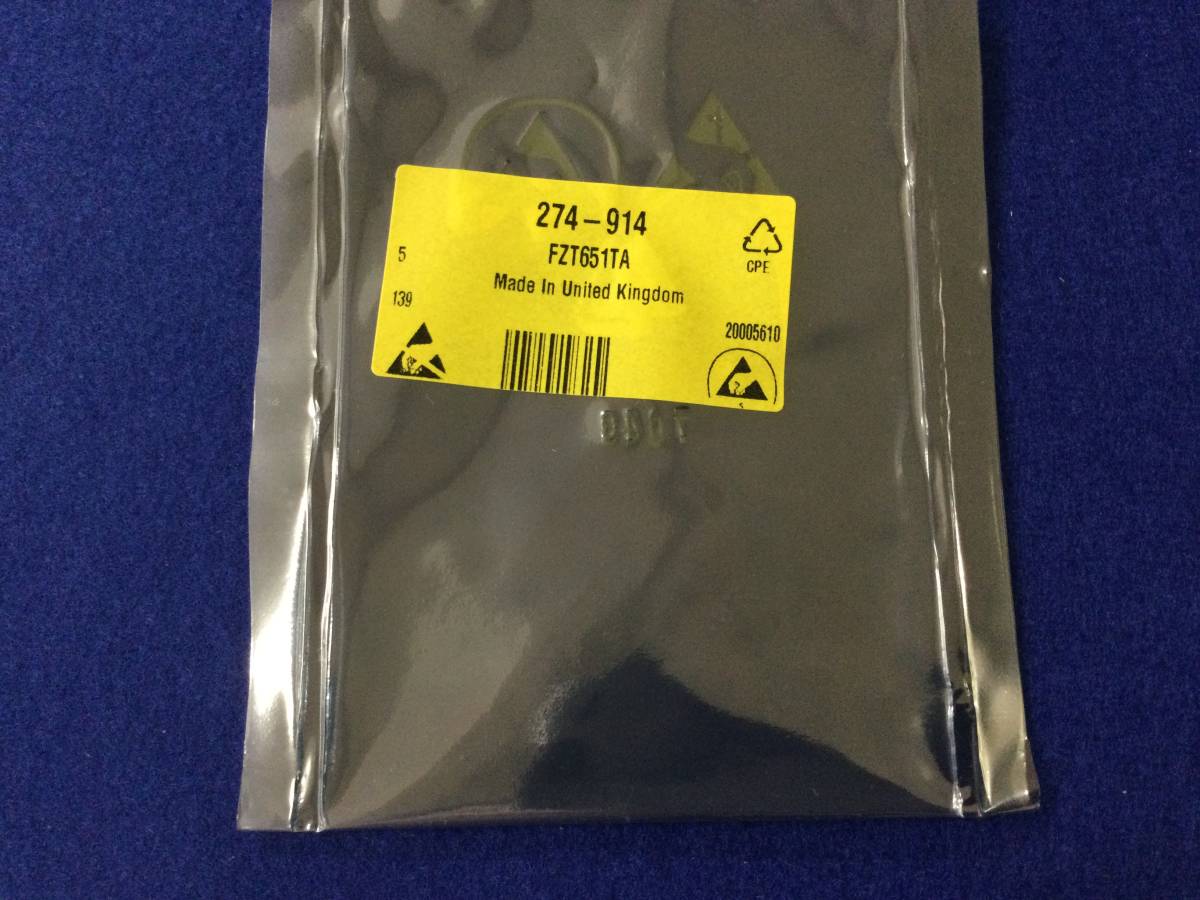 274-914
FZT651TA
Made In United Kingdom
CPE
5
139
20005610